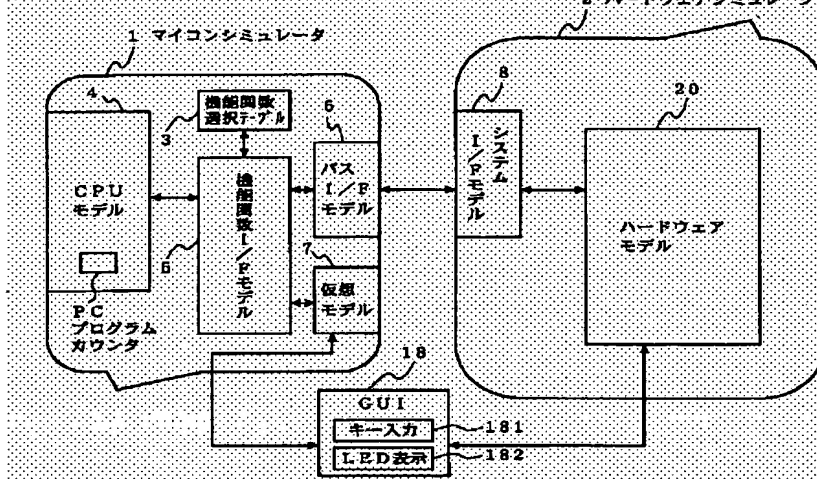 1 マイコンシミュレータ
2 ハードウェアシミュレータ
4
3
機能関数
選択テーブル
6
8
20
CPU
モデル
機能関数I/Fモデル
バス
I/F
モデル
システム
I/Fモデル
ハードウェア
モデル
5
7
仮想
モデル
PC
プログラム
カウンタ
18
GUI
キー入力
181
LED表示
182